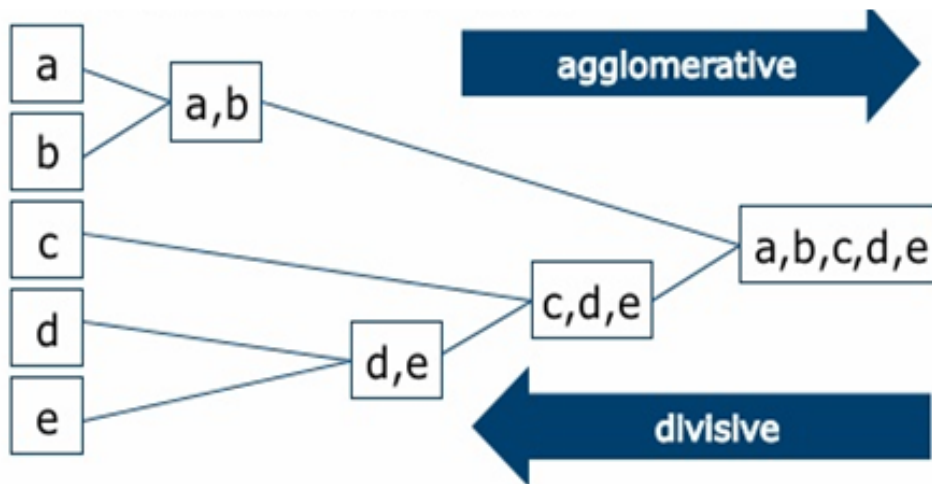 a
agglomerative
a,b
b
c
a,b,c,d,e
c,d,e
d
d,e
e
divisive